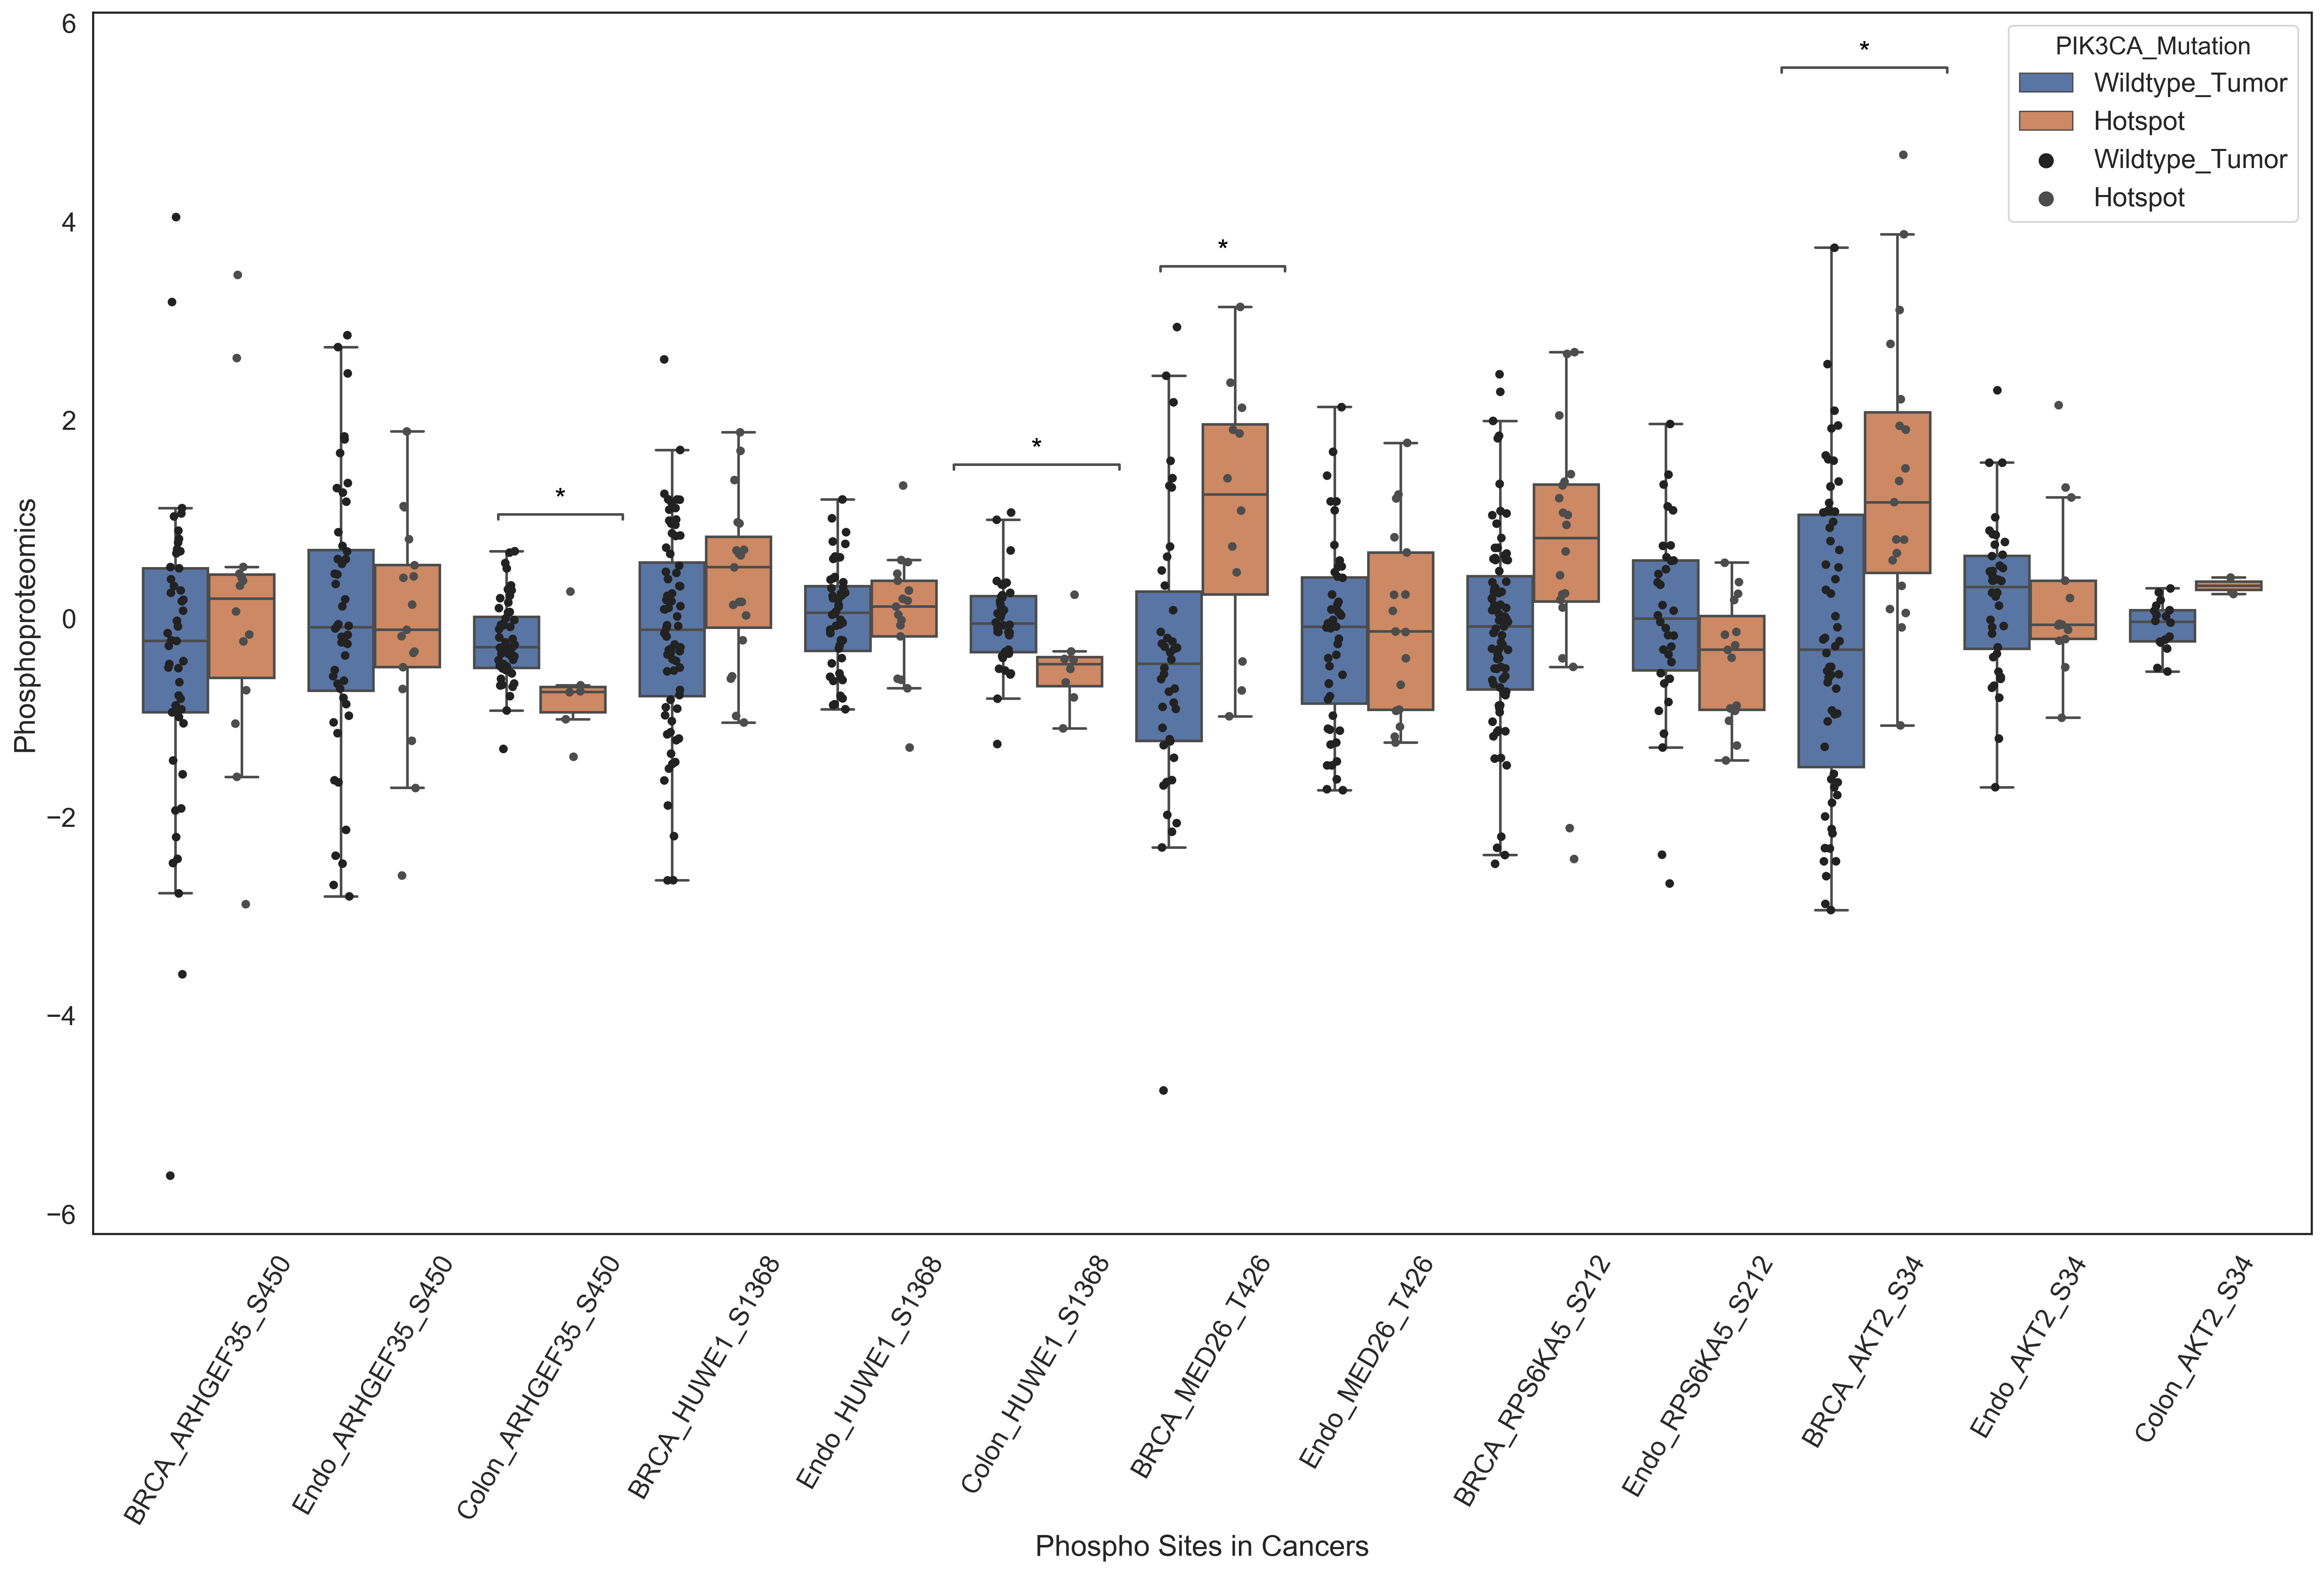 6
4
2
0
−2
−4
−6
Phosphoproteomics
*
*
*
*
PIK3CA_Mutation
Wildtype_Tumor
Hotspot
Wildtype_Tumor
Hotspot
BRCA_ARHGEF35_S450
Endo_ARHGEF35_S450
Colon_ARHGEF35_S450
BRCA_HUWE1_S1368
Endo_HUWE1_S1368
Colon_HUWE1_S1368
BRCA_MED26_T426
Endo_MED26_T426
BRCA_RPS6KA5_S212
Endo_RPS6KA5_S212
BRCA_AKT2_S34
Endo_AKT2_S34
Colon_AKT2_S34
Phospho Sites in Cancers